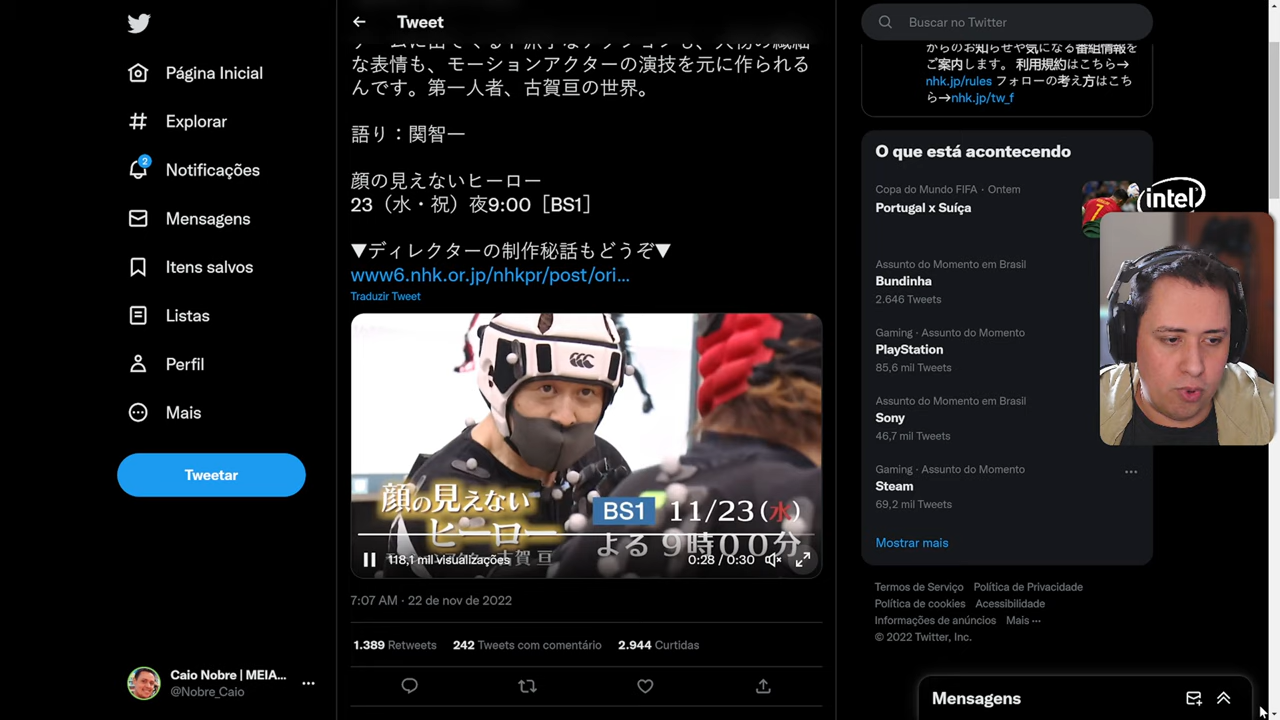 Tweet
Buscar no Twitter
Página Inicial
Explorar
2
Notificações
Mensagens
Itens salvos
Listas
Perfil
Mais
Tweetar
Caio Nobre | MEIA...
@Nobre_Caio
な表情も、モーションアクターの演技を元に作られる
んです。第一人者、古賀亘の世界。
語り：関智一
顔の見えないヒーロー
23（水・祝）夜9:00［BS1］
▼ディレクターの制作秘話もどうぞ▼
www6.nhk.or.jp/nhkpr/post/ori...
Traduzir Tweet
顔の見えない
ヒーロー
BS1 11/23(水)
よる 9時00分
古賀 亘
118,1 mil visualizações
0:28 / 0:30
7:07 AM · 22 de nov de 2022
1.389 Retweets 242 Tweets com comentário 2.944 Curtidas
からのお知らせや気になる番組情報を
ご案内します。 利用規約はこちら→
nhk.jp/rules フォローの考え方はこち
ら→nhk.jp/tw_f
O que está acontecendo
Copa do Mundo FIFA · Ontem
Portugal x Suíça
intel
Assunto do Momento em Brasil
Bundinha
2.646 Tweets
Gaming · Assunto do Momento
PlayStation
85,6 mil Tweets
Assunto do Momento em Brasil
Sony
46,7 mil Tweets
Gaming · Assunto do Momento
Steam
69,2 mil Tweets
Mostrar mais
Termos de Serviço Política de Privacidade
Política de cookies Acessibilidade
Informações de anúncios Mais ···
© 2022 Twitter, Inc.
Mensagens